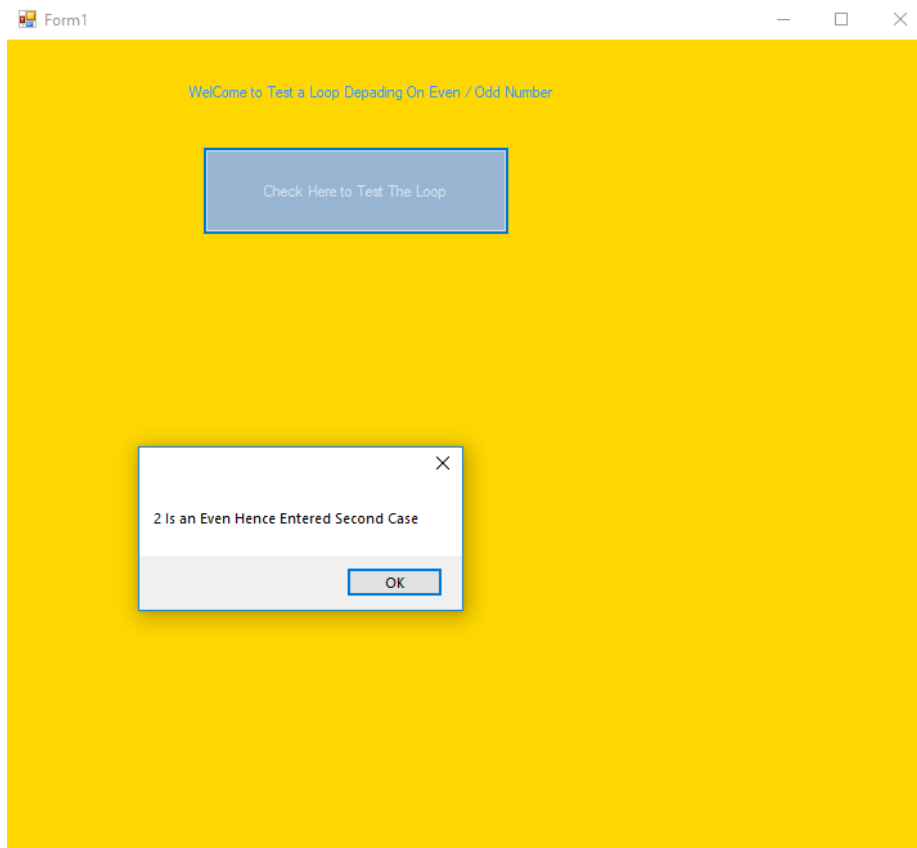 Form1
WelCome to Test a Loop Depading On Even / Odd Number
Check Here to Test The Loop
2 Is an Even Hence Entered Second Case
OK